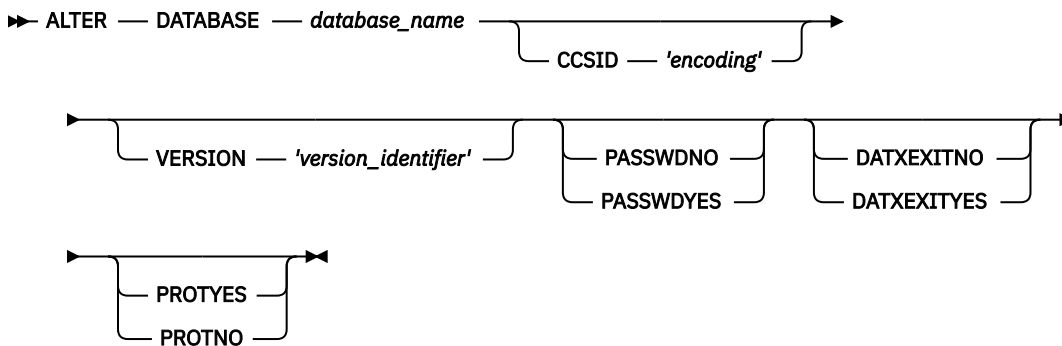 ALTER DATABASE database_name
CCSID 'encoding'
VERSION 'version_identifier' PASSWDNO DATXEXITNO
PASSWDYES DATXEXITYES
PROTYES
PROTNO